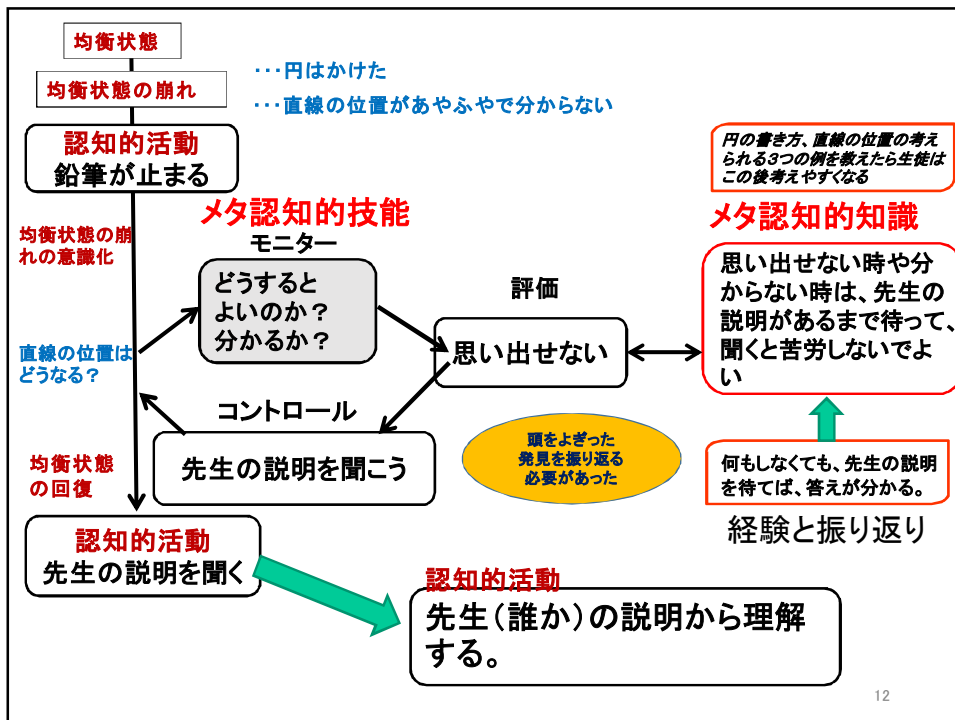 均衡状態
均衡状態の崩れ
・・・円はかけた
・・・直線の位置があやふやで分からない
認知的活動
鉛筆が止まる
円の書き方、直線の位置の考え
られる3つの例を教えたら生徒は
この後考えやすくなる
メタ認知的技能
メタ認知的知識
均衡状態の崩
れの意識化
モニター
どうすると
よいのか？
分かるか？
評価
思い出せない
思い出せない時や分
からない時は、先生の
説明があるまで待って、
聞くと苦労しないでよ
い
直線の位置は
どうなる？
コントロール
先生の説明を聞こう
頭をよぎった
発見を振り返る
必要があった
均衡状態
の回復
何もしなくても、先生の説明
を待てば、答えが分かる。
経験と振り返り
認知的活動
先生の説明を聞く
認知的活動
先生（誰か）の説明から理解
する。
12